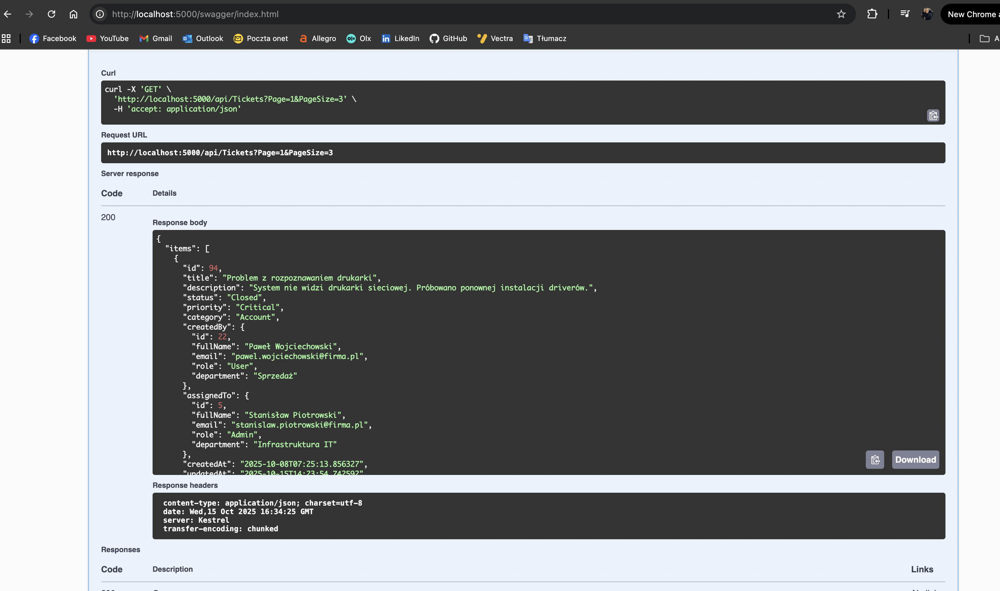 http://localhost:5000/swagger/index.html
New Chrome a
Facebook YouTube Gmail Outlook Poczta onet Allegro Olx LinkedIn GitHub Vectra Tłumacz A
Curl
curl -X 'GET' \
'http://localhost:5000/api/Tickets?Page=1&PageSize=3' \
-H 'accept: application/json'
Request URL
http://localhost:5000/api/Tickets?Page=1&PageSize=3
Server response
Code Details
200
Response body
{
"items": [
{
"id": 94,
"title": "Problem z rozpoznawaniem drukarki",
"description": "System nie widzi drukarki sieciowej. Próbowano ponownej instalacji driverów.",
"status": "Closed",
"priority": "Critical",
"category": "Account",
"createdBy": {
"id": 22,
"fullName": "Paweł Wojciechowski",
"email": "pawel.wojciechowski@firma.pl",
"role": "User",
"department": "Sprzedaż"
},
"assignedTo": {
"id": 5,
"fullName": "Stanisław Piotrowski",
"email": "stanislaw.piotrowski@firma.pl",
"role": "Admin",
"department": "Infrastruktura IT"
},
"createdAt": "2025-10-08T07:25:13.856327",
"updatedAt": "2025-10-15T14:23:54.742592"
Download
Response headers
content-type: application/json; charset=utf-8
date: Wed,15 Oct 2025 16:34:25 GMT
server: Kestrel
transfer-encoding: chunked
Responses
Code Description Links